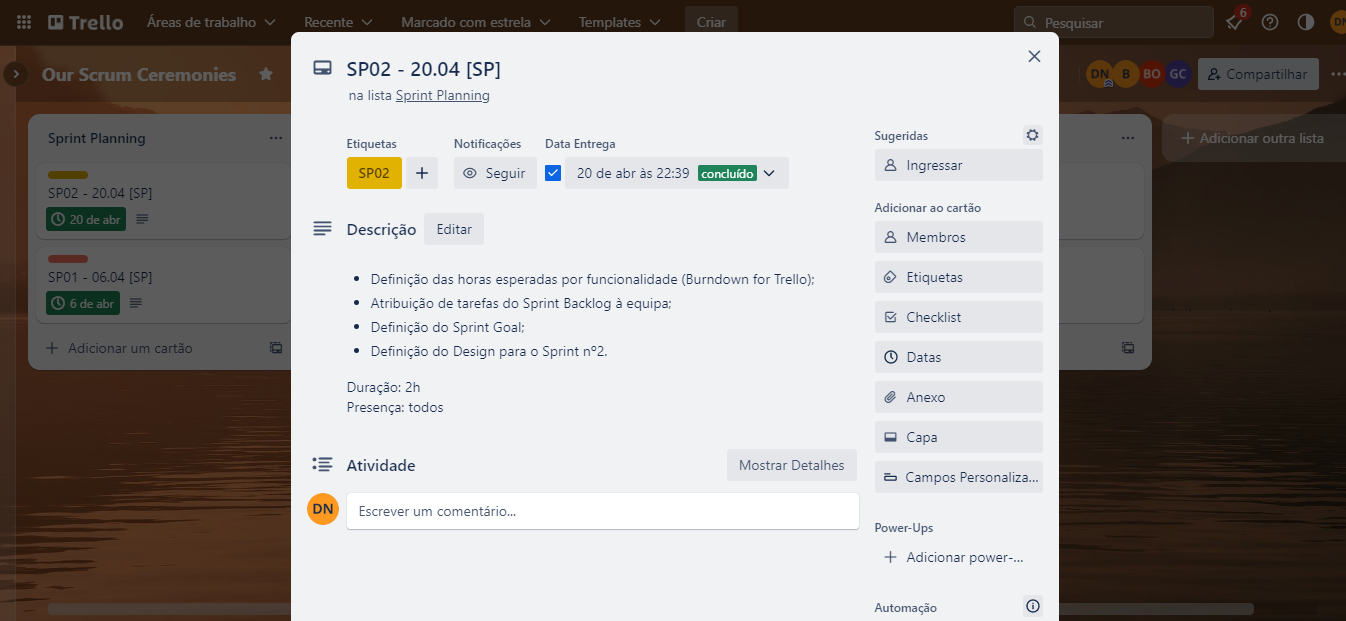 Trello
Áreas de trabalho
Recente
Marcado com estrela
Templates
Criar
Pesquisar
6
DN
Our Scrum Ceremonies
DN
B
BO
GC
Compartilhar
Sprint Planning
SP02 - 20.04 [SP]
20 de abr
SP01 - 06.04 [SP]
6 de abr
Adicionar um cartão
Adicionar outra lista
SP02 - 20.04 [SP]
na lista Sprint Planning
Etiquetas
Notificações
Data Entrega
SP02
Seguir
20 de abr às 22:39 concluído
Descrição
Editar
• Definição das horas esperadas por funcionalidade (Burndown for Trello);
• Atribuição de tarefas do Sprint Backlog à equipa;
• Definição do Sprint Goal;
• Definição do Design para o Sprint nº2.
Duração: 2h
Presença: todos
Atividade
Mostrar Detalhes
DN
Escrever um comentário...
Sugeridas
Ingressar
Adicionar ao cartão
Membros
Etiquetas
Checklist
Datas
Anexo
Capa
Campos Personaliza...
Power-Ups
Adicionar power-...
Automação